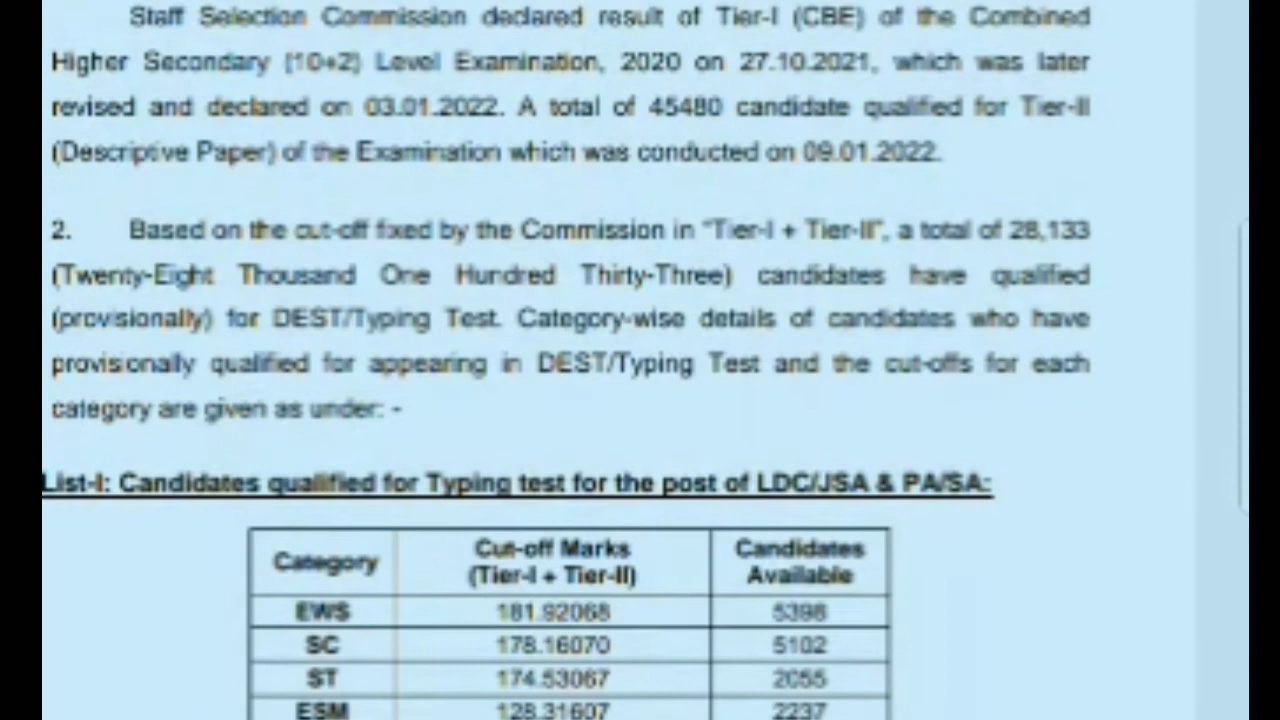 Staff Selection Commission declared result of Tier-I (CBE) of the Combined
Higher Secondary (10+2) Level Examination, 2020 on 27.10.2021, which was later
revised and declared on 03.01.2022. A total of 45480 candidate qualified for Tier-II
(Descriptive Paper) of the Examination which was conducted on 09.01.2022.
2. Based on the cut-off fixed by the Commission in "Tier-I + Tier-II", a total of 28,133
(Twenty-Eight Thousand One Hundred Thirty-Three) candidates have qualified
(provisionally) for DEST/Typing Test. Category-wise details of candidates who have
provisionally qualified for appearing in DEST/Typing Test and the cut-offs for each
category are given as under: -
List-I: Candidates qualified for Typing test for the post of LDC/JSA & PA/SA:
Category Cut-off Marks (Tier-I + Tier-II) Candidates Available
EWS 181.92068 5398
SC 178.16070 5102
ST 174.53067 2055
ESM 128.31607 2237